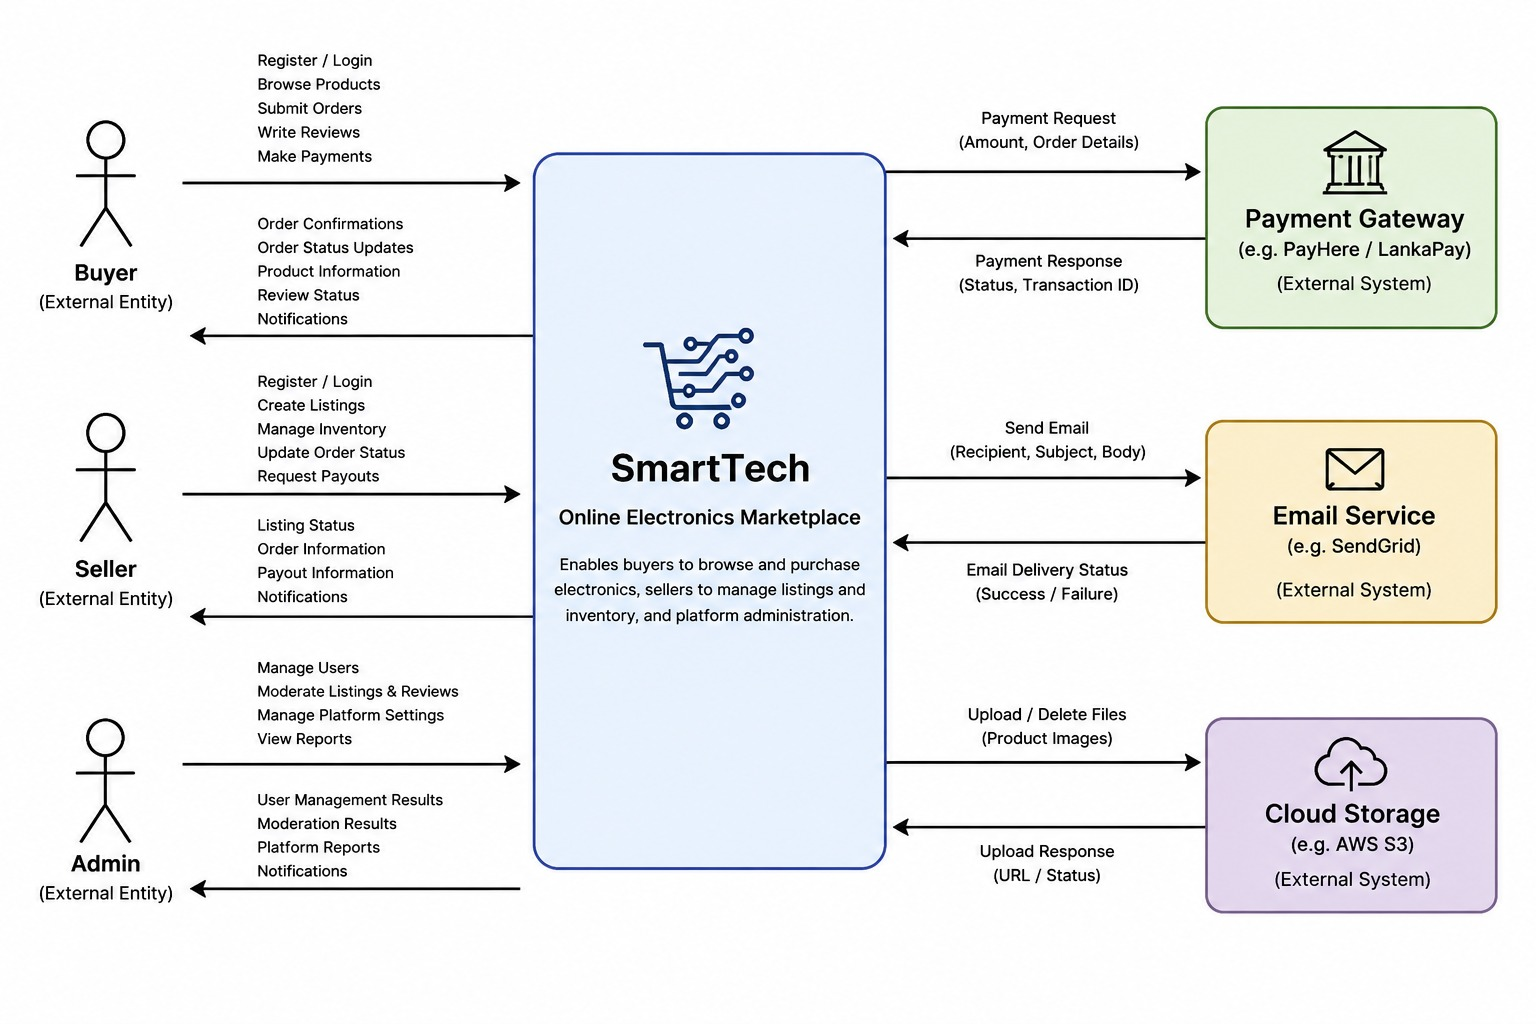 Register / Login
Browse Products
Submit Orders
Write Reviews
Make Payments
Buyer
(External Entity)
Order Confirmations
Order Status Updates
Product Information
Review Status
Notifications
Register / Login
Create Listings
Manage Inventory
Update Order Status
Request Payouts
Seller
(External Entity)
Listing Status
Order Information
Payout Information
Notifications
Manage Users
Moderate Listings & Reviews
Manage Platform Settings
View Reports
Admin
(External Entity)
User Management Results
Moderation Results
Platform Reports
Notifications
SmartTech
Online Electronics Marketplace
Enables buyers to browse and purchase
electronics, sellers to manage listings and
inventory, and platform administration.
Payment Request
(Amount, Order Details)
Payment Response
(Status, Transaction ID)
Payment Gateway
(e.g. PayHere / LankaPay)
(External System)
Send Email
(Recipient, Subject, Body)
Email Delivery Status
(Success / Failure)
Email Service
(e.g. SendGrid)
(External System)
Upload / Delete Files
(Product Images)
Upload Response
(URL / Status)
Cloud Storage
(e.g. AWS S3)
(External System)